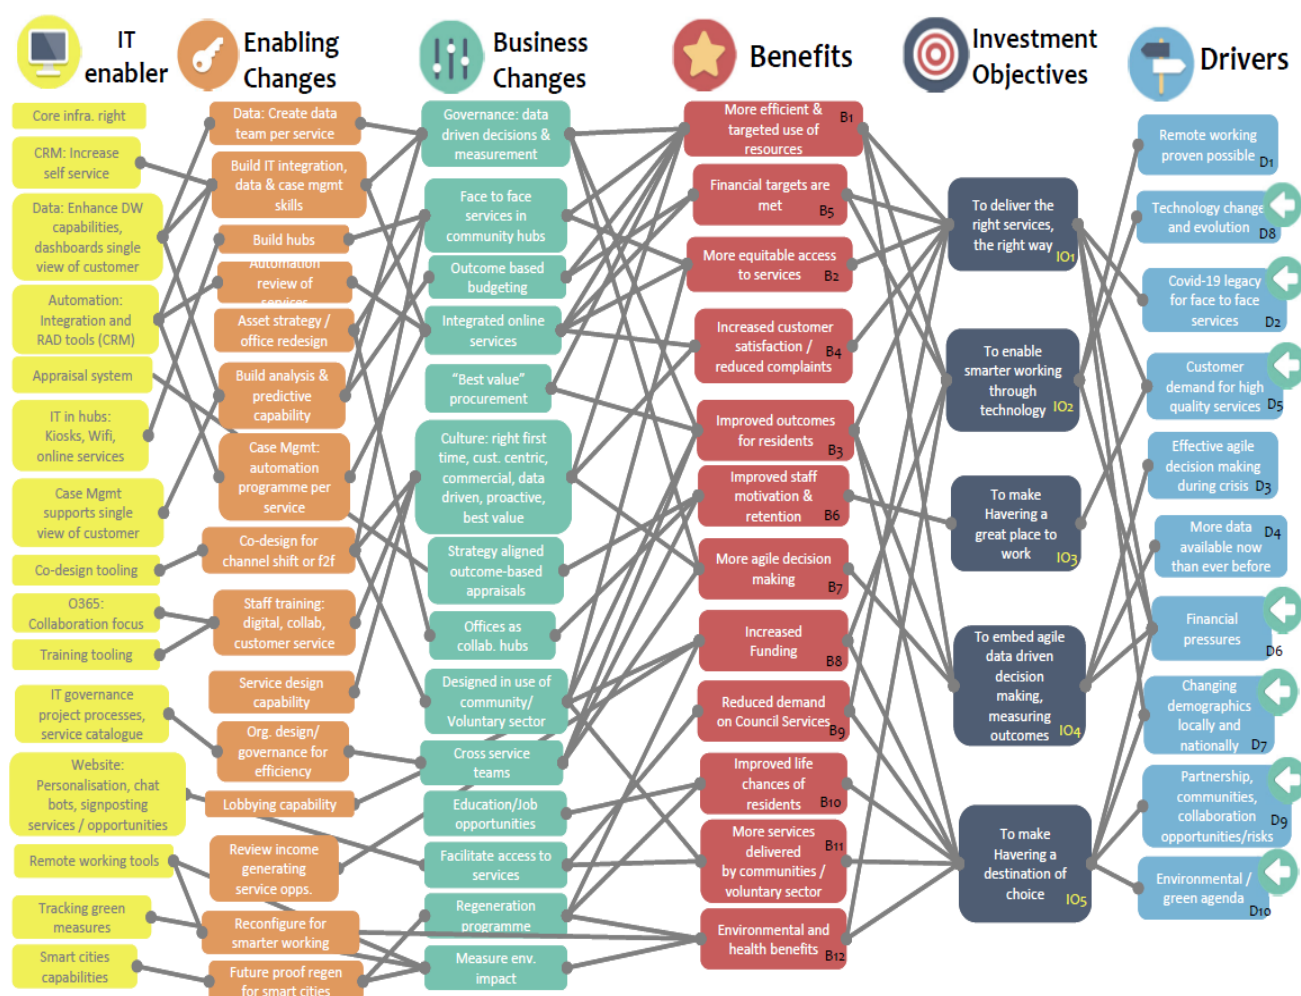 IT
enabler
Enabling
Changes
Business
Changes
Benefits
Investment
Objectives
Drivers
Core infra. right
CRM: Increase
self service
Data: Enhance DW
capabilities,
dashboards single
view of customer
Automation:
Integration and
RAD tools (CRM)
Appraisal system
IT in hubs:
Kiosks, Wifi,
online services
Case Mgmt
supports single
view of customer
Co-design tooling
O365:
Collaboration focus
Training tooling
IT governance
project processes,
service catalogue
Website:
Personalisation, chat
bots, signposting
services / opportunities
Remote working tools
Tracking green
measures
Smart cities
capabilities
Data: Create data
team per service
Build IT integration,
data & case mgmt
skills
Build hubs
Automation
review of
services
Asset strategy /
office redesign
Build analysis &
predictive
capability
Case Mgmt:
automation
programme per
service
Co-design for
channel shift or f2f
Staff training:
digital, collab,
customer service
Service design
capability
Org. design/
governance for
efficiency
Lobbying capability
Review income
generating
service opps.
Reconfigure for
smarter working
Future proof regen
for smart cities
Governance: data
driven decisions &
measurement
Face to face
services in
community hubs
Outcome based
budgeting
Integrated online
services
“Best value”
procurement
Culture: right first
time, cust. centric,
commercial, data
driven, proactive,
best value
Strategy aligned
outcome-based
appraisals
Offices as
collab. hubs
Designed in use of
community/
Voluntary sector
Cross service
teams
Education/Job
opportunities
Facilitate access to
services
Regeneration
programme
Measure env.
impact
More efficient & B1
targeted use of
resources
Financial targets are
met B5
More equitable access
to services
B2
Increased customer
satisfaction / B4
reduced complaints
Improved outcomes
for residents B3
Improved staff
motivation &
retention B6
More agile decision
making B7
Increased
Funding B8
Reduced demand
on Council Services B9
Improved life
chances of
residents B10
More services
delivered B11
by communities /
voluntary sector
Environmental and
health benefits B12
To deliver the
right services,
the right way
IO1
To enable
smarter working
through
technology IO2
To make
Havering a
great place to
work IO3
To embed agile
data driven
decision
making,
measuring
outcomes IO4
To make
Havering a
destination of
choice IO5
Remote working
proven possible D1
Technology change
and evolution D8
Covid-19 legacy
for face to face
services D2
Customer
demand for high
quality services D5
Effective agile
decision making
during crisis D3
More data D4
available now
than ever before
Financial
pressures
D6
Changing
demographics
locally and
nationally D7
Partnership,
communities,
collaboration D9
opportunities/risks
Environmental /
green agenda
D10